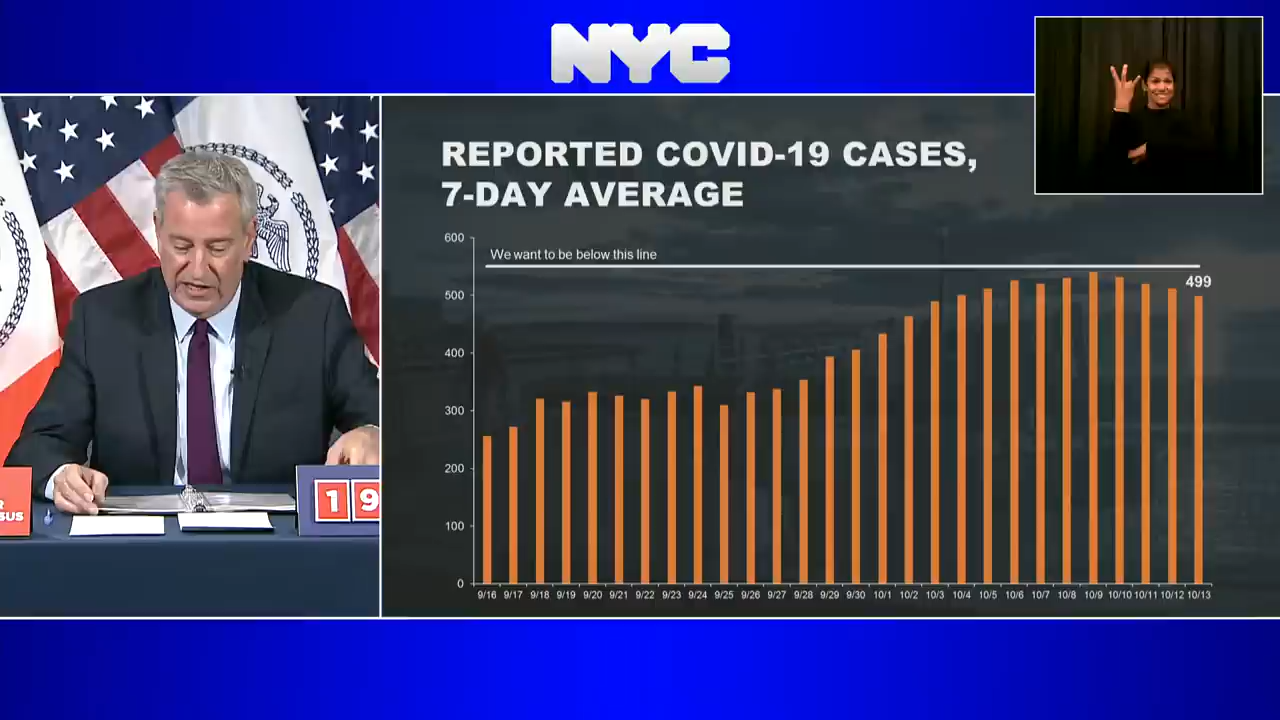 NYC
REPORTED COVID-19 CASES,
7-DAY AVERAGE
600
We want to be below this line
499
500
400
300
200
100
0
9/16 9/17 9/18 9/19 9/20 9/21 9/22 9/23 9/24 9/25 9/26 9/27 9/28 9/29 9/30 10/1 10/2 10/3 10/4 10/5 10/6 10/7 10/8 10/9 10/10 10/11 10/12 10/13
R
SUS
19